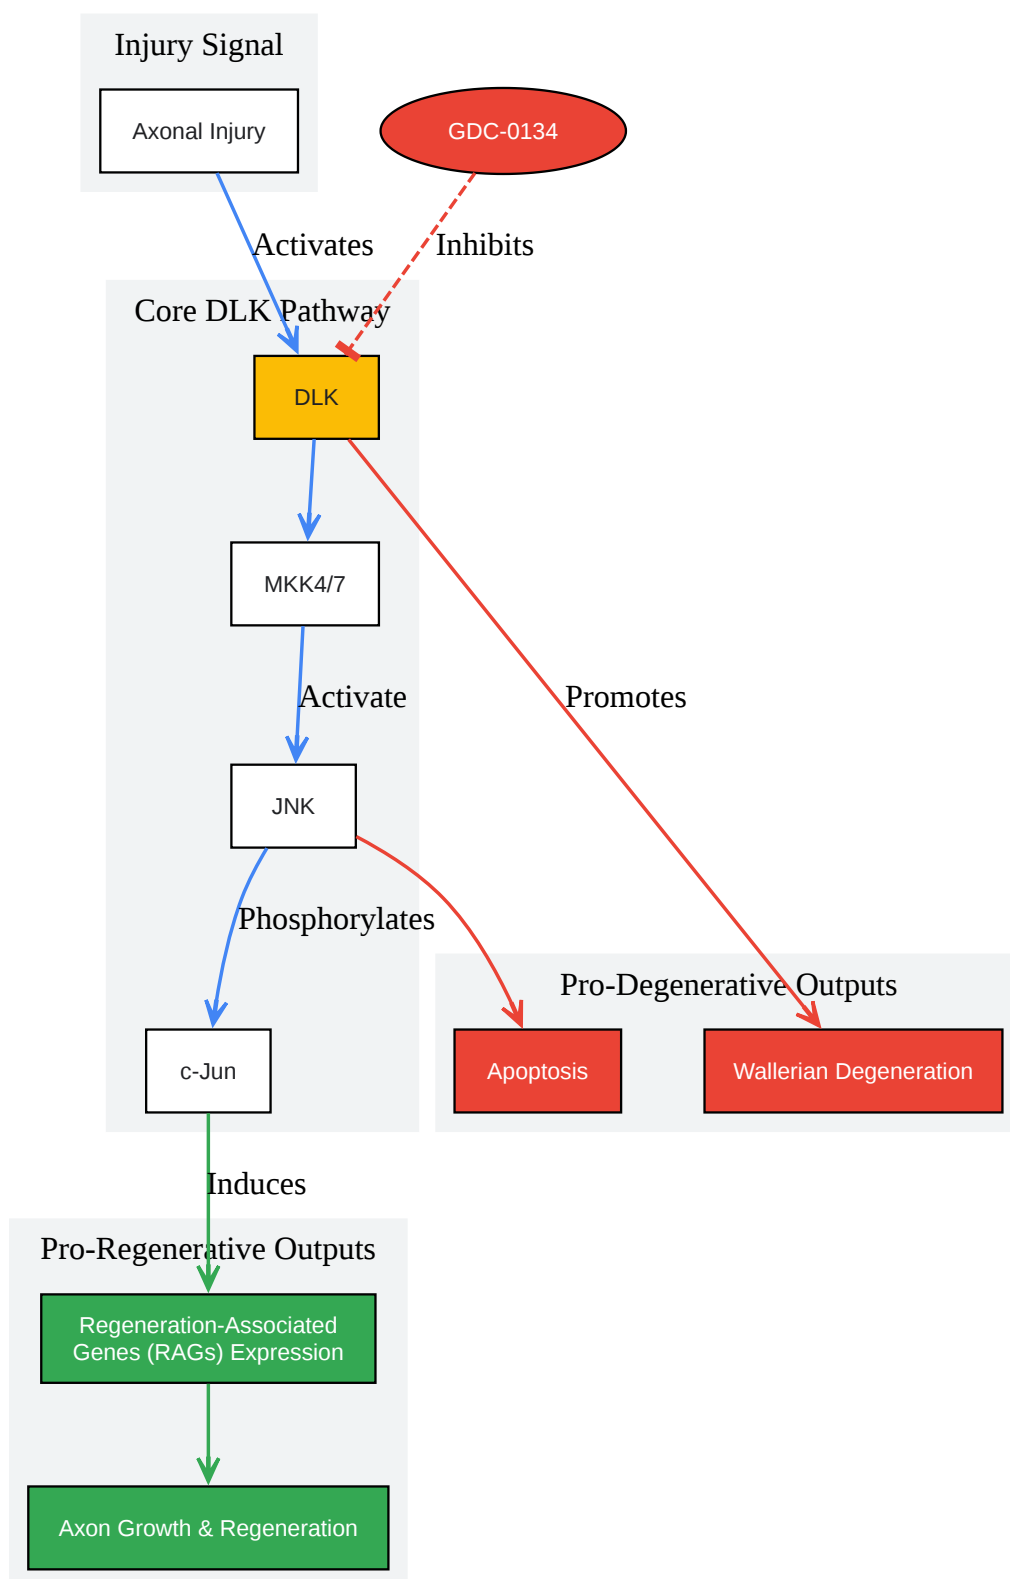 Injury Signal
Axonal Injury
GDC-0134
Activates
Inhibits
Core DLK Pathway
DLK
MKK4/7
Activate
Promotes
JNK
Phosphorylates
Pro-Degenerative Outputs
c-Jun
Apoptosis
Wallerian Degeneration
Induces
Pro-Regenerative Outputs
Regeneration-Associated
Genes (RAGs) Expression
Axon Growth & Regeneration